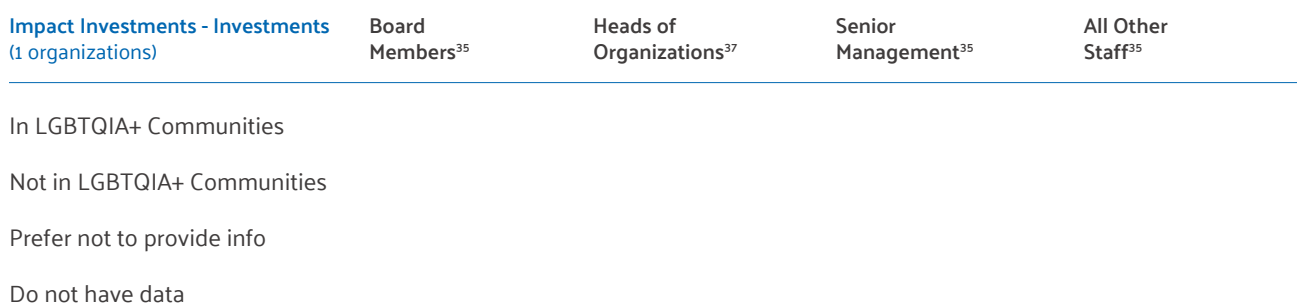 Impact Investments - Investments Board Heads of Senior All Other
(1 organizations) Members³⁵ Organizations³⁷ Management³⁵ Staff³⁵
In LGBTQIA+ Communities
Not in LGBTQIA+ Communities
Prefer not to provide info
Do not have data